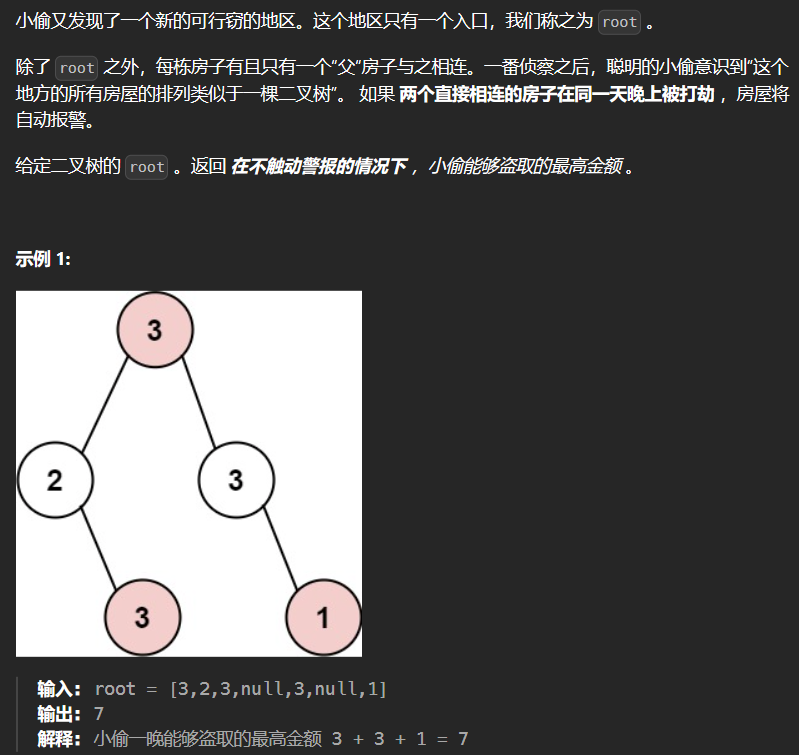 小偷又发现了一个新的可行窃的地区。这个地区只有一个入口，我们称之为 root 。
除了 root 之外，每栋房子有且只有一个“父“房子与之相连。一番侦察之后，聪明的小偷意识到“这个
地方的所有房屋的排列类似于一棵二叉树”。 如果 两个直接相连的房子在同一天晚上被打劫 ，房屋将
自动报警。
给定二叉树的 root 。返回 在不触动警报的情况下 ，小偷能够盗取的最高金额 。
示例 1:
3
2
3
3
1
输入： root = [3,2,3,null,3,null,1]
输出： 7
解释： 小偷一晚能够盗取的最高金额 3 + 3 + 1 = 7